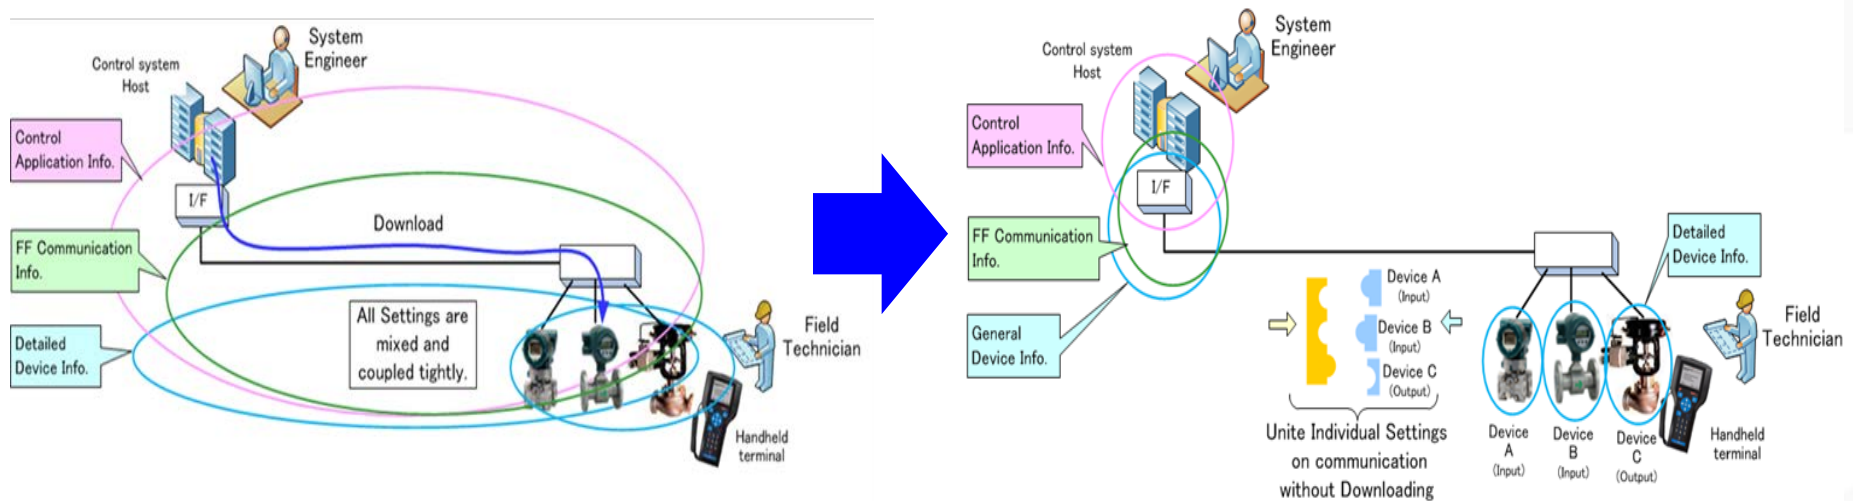 System
Engineer
Control system
Host
Control
Application Info.
I/F
Download
FF Communication
Info.
All Settings are
mixed and
coupled tightly.
Detailed
Device Info.
Field
Technician
Handheld
terminal
System
Engineer
Control system
Host
Control
Application Info.
I/F
FF Communication
Info.
General
Device Info.
Detailed
Device Info.
Device A
(Input)
Device B
(Input)
Device C
(Output)
Unite Individual Settings
on communication
without Downloading
Device
A
(Input)
Device
B
(Input)
Device
C
(Output)
Field
Technician
Handheld
terminal